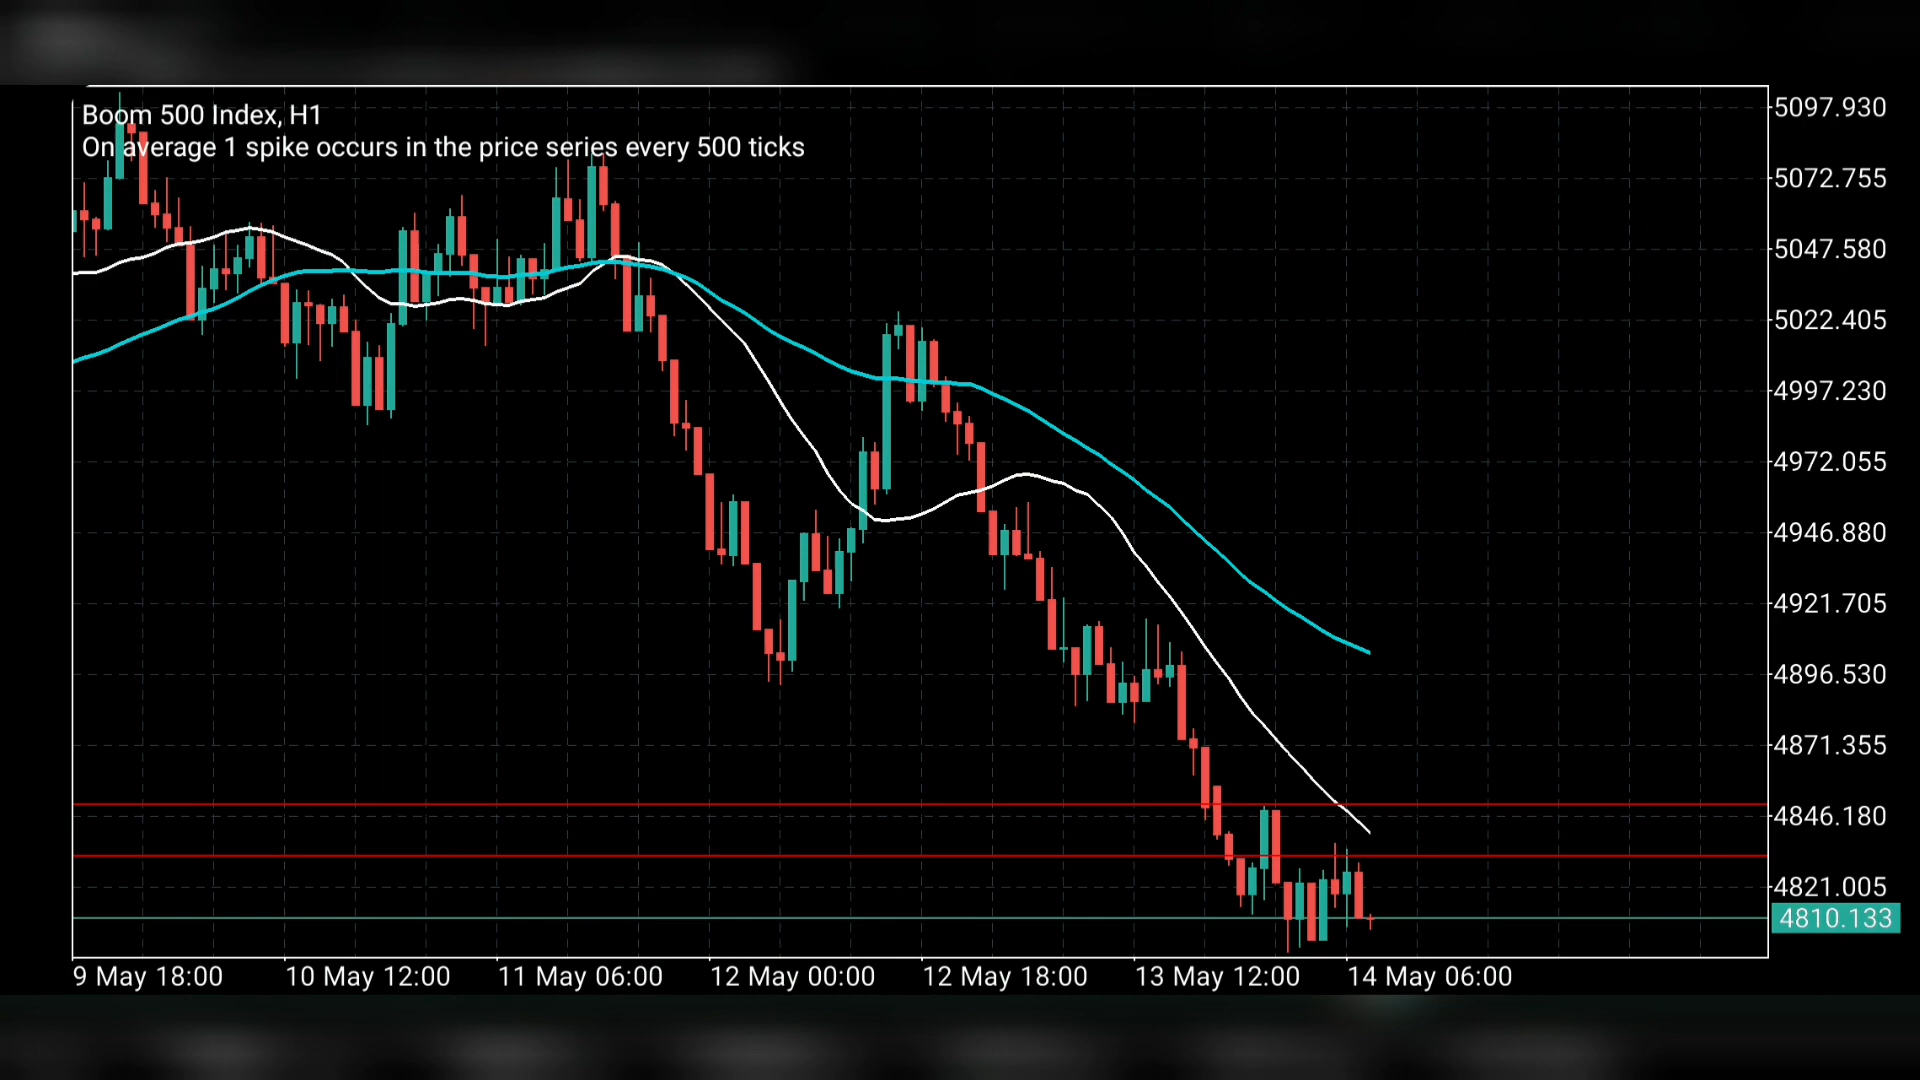 Boom 500 Index, H1
On average 1 spike occurs in the price series every 500 ticks
5097.930
5072.755
5047.580
5022.405
4997.230
4972.055
4946.880
4921.705
4896.530
4871.355
4846.180
4821.005
4810.133
9 May 18:00
10 May 12:00
11 May 06:00
12 May 00:00
12 May 18:00
13 May 12:00
14 May 06:00